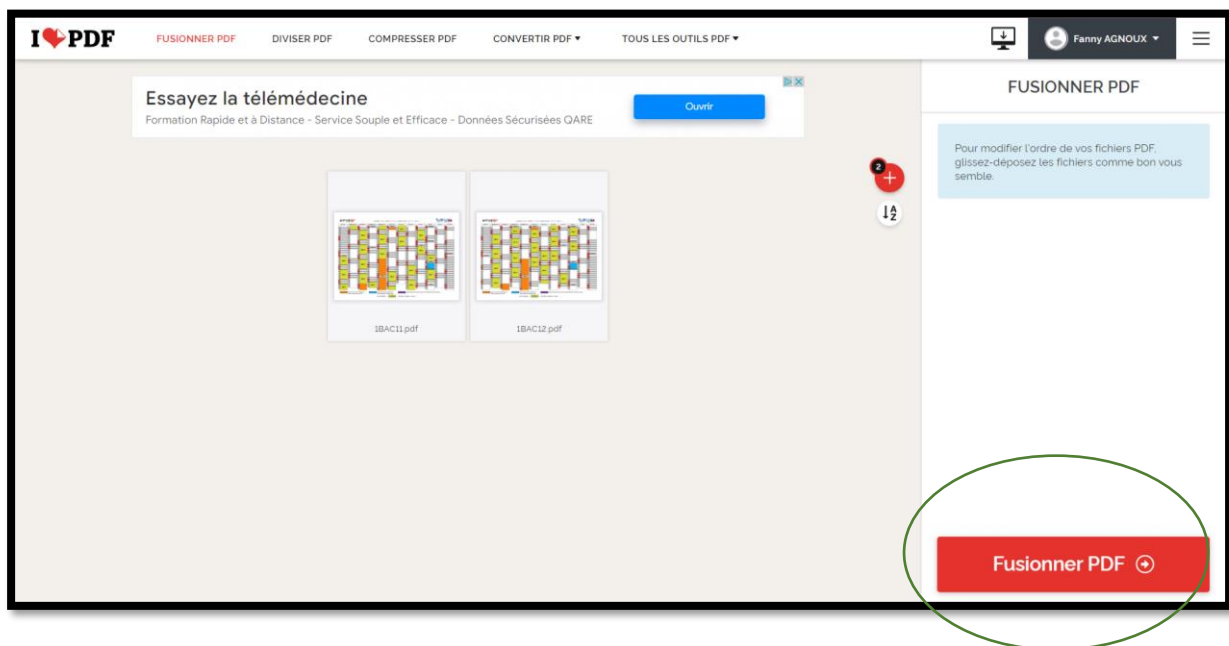 I PDF
FUSIONNER PDF
DIVISER PDF
COMPRESSER PDF
CONVERTIR PDF
TOUS LES OUTILS PDF
Fanny AGNOUX
Essayez la télémédecine
Formation Rapide et à Distance - Service Souple et Efficace - Données Sécurisées QARE
Ouvrir
1BAC11.pdf
1BAC12.pdf
2
+
A
Z
FUSIONNER PDF
Pour modifier l'ordre de vos fichiers PDF,
glissez-déposez les fichiers comme bon vous
semble.
Fusionner PDF